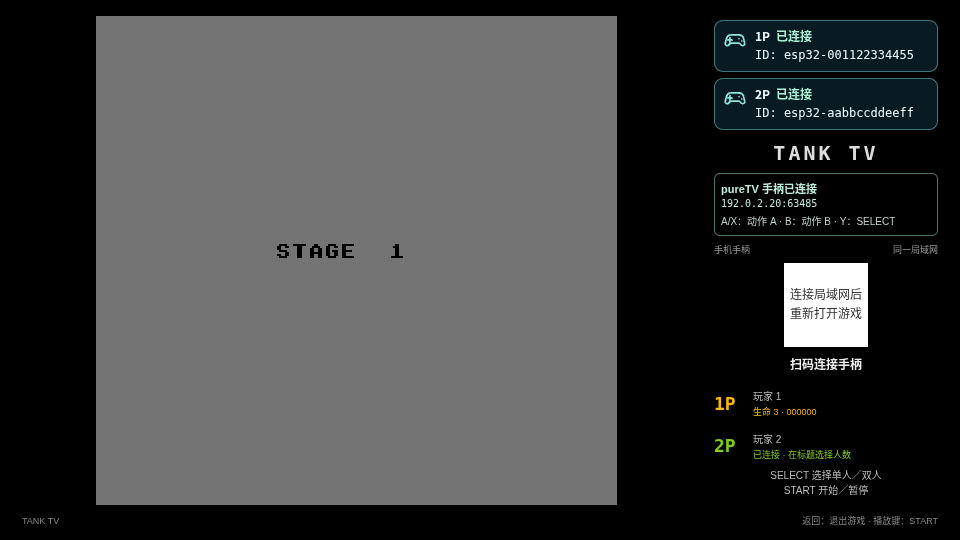 STAGE 1
1P 已连接
ID: esp32-001122334455
2P 已连接
ID: esp32-aabbccddeeff
TANK TV
pureTV 手柄已连接
192.0.2.20:63485
A/X：动作 A · B：动作 B · Y：SELECT
手机手柄 同一局域网
连接局域网后
重新打开游戏
扫码连接手柄
1P 玩家 1
生命 3 · 000000
2P 玩家 2
已连接 · 在标题选择人数
SELECT 选择单人／双人
START 开始／暂停
TANK TV
返回：退出游戏 · 播放键：START